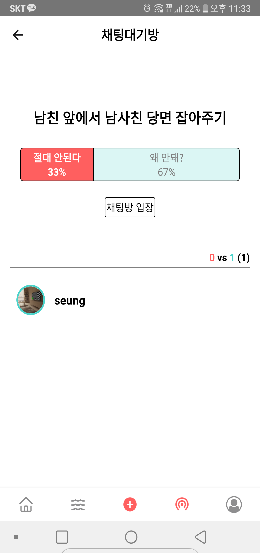 SKT 22% 오후 11:33
채팅대기방
남친 앞에서 남사친 당면 잡아주기
절대 안된다 왜 안돼?
33% 67%
채팅방 입장
0 vs 1 (1)
seung